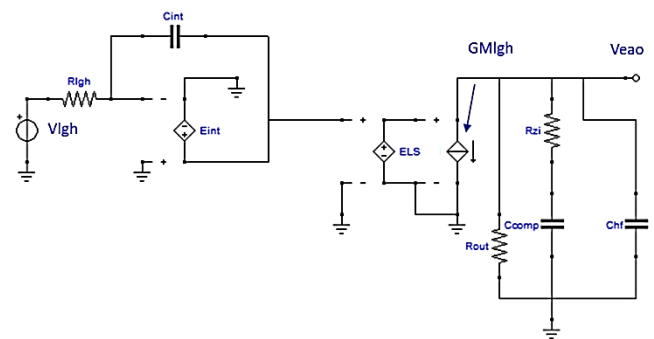 Cint
GMlgh
Veao
Rlgh
Vlgh
Eint
ELS
Rzi
Rout
Ccomp
Chf